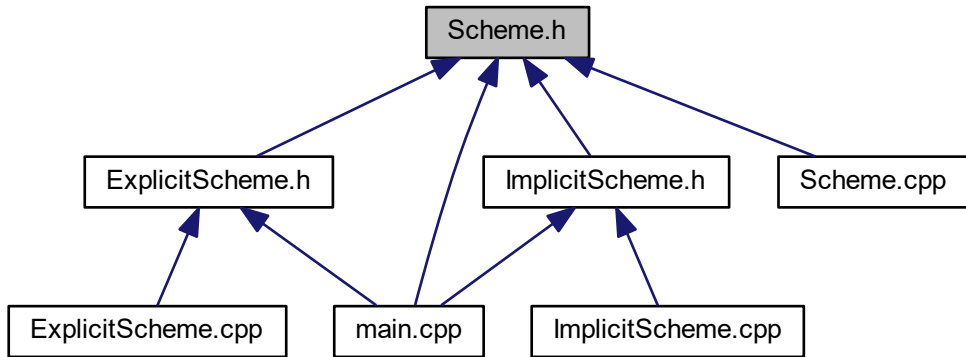 Scheme.h
ExplicitScheme.h
ImplicitScheme.h
Scheme.cpp
ExplicitScheme.cpp
main.cpp
ImplicitScheme.cpp